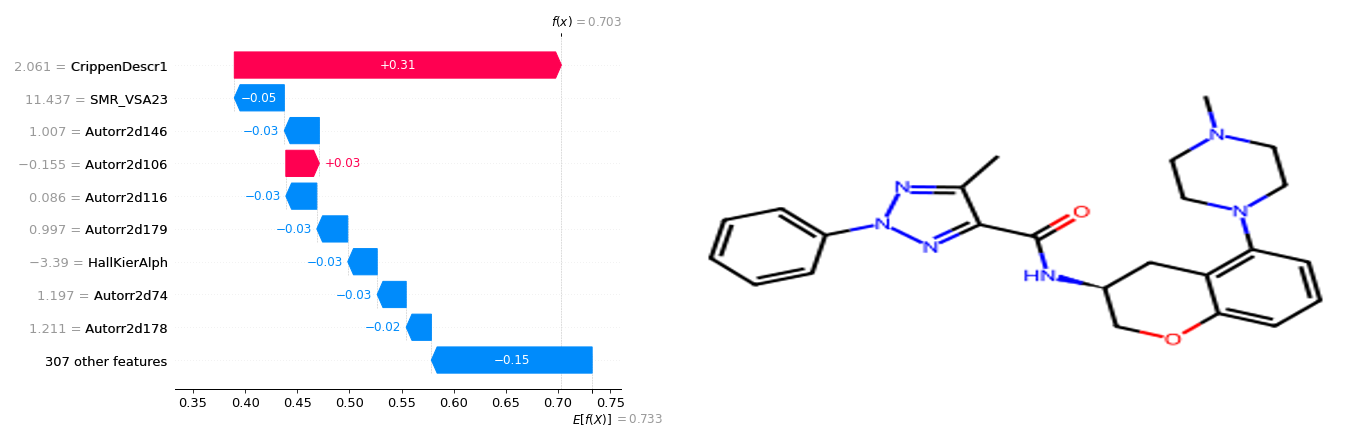 f(x) = 0.703
2.061 = CrippenDescr1
+0.31
11.437 = SMR_VSA23
−0.05
1.007 = Autorr2d146
−0.03
−0.155 = Autorr2d106
+0.03
0.086 = Autorr2d116
−0.03
0.997 = Autorr2d179
−0.03
−3.39 = HallKierAlph
−0.03
1.197 = Autorr2d74
−0.03
1.211 = Autorr2d178
−0.02
307 other features
−0.15
0.35 0.40 0.45 0.50 0.55 0.60 0.65 0.70 0.75
E[f(X)] = 0.733
N
N
N
N
N
O
HN
O